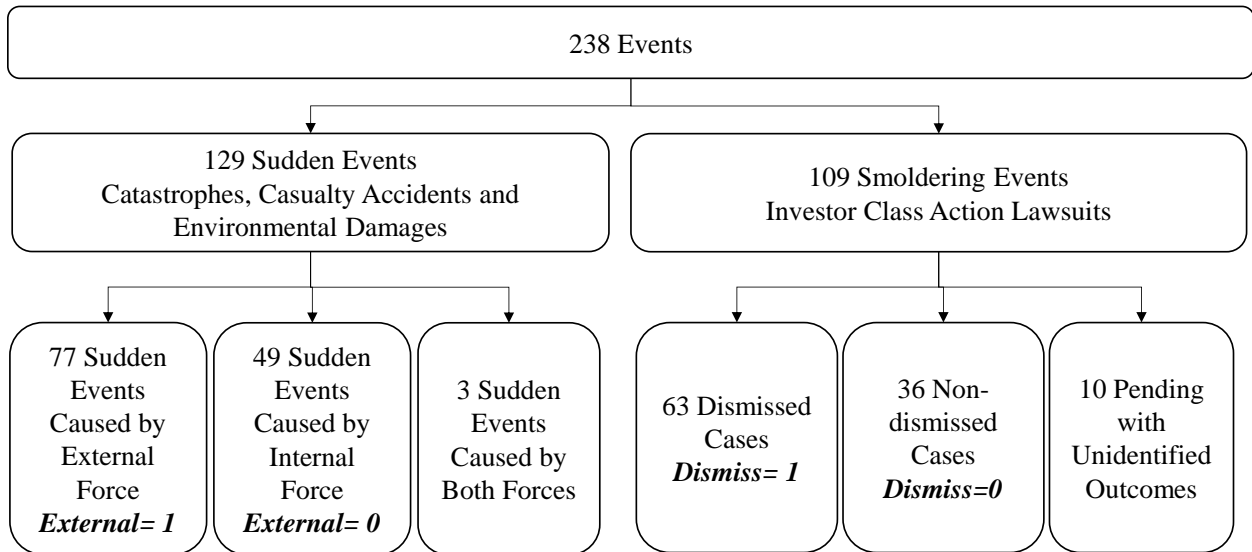 238 Events
129 Sudden Events
Catastrophes, Casualty Accidents and
Environmental Damages
109 Smoldering Events
Investor Class Action Lawsuits
77 Sudden
Events
Caused by
External
Force
External= 1
49 Sudden
Events
Caused by
Internal
Force
External= 0
3 Sudden
Events
Caused by
Both Forces
63 Dismissed
Cases
Dismiss= 1
36 Non-
dismissed
Cases
Dismiss=0
10 Pending
with
Unidentified
Outcomes